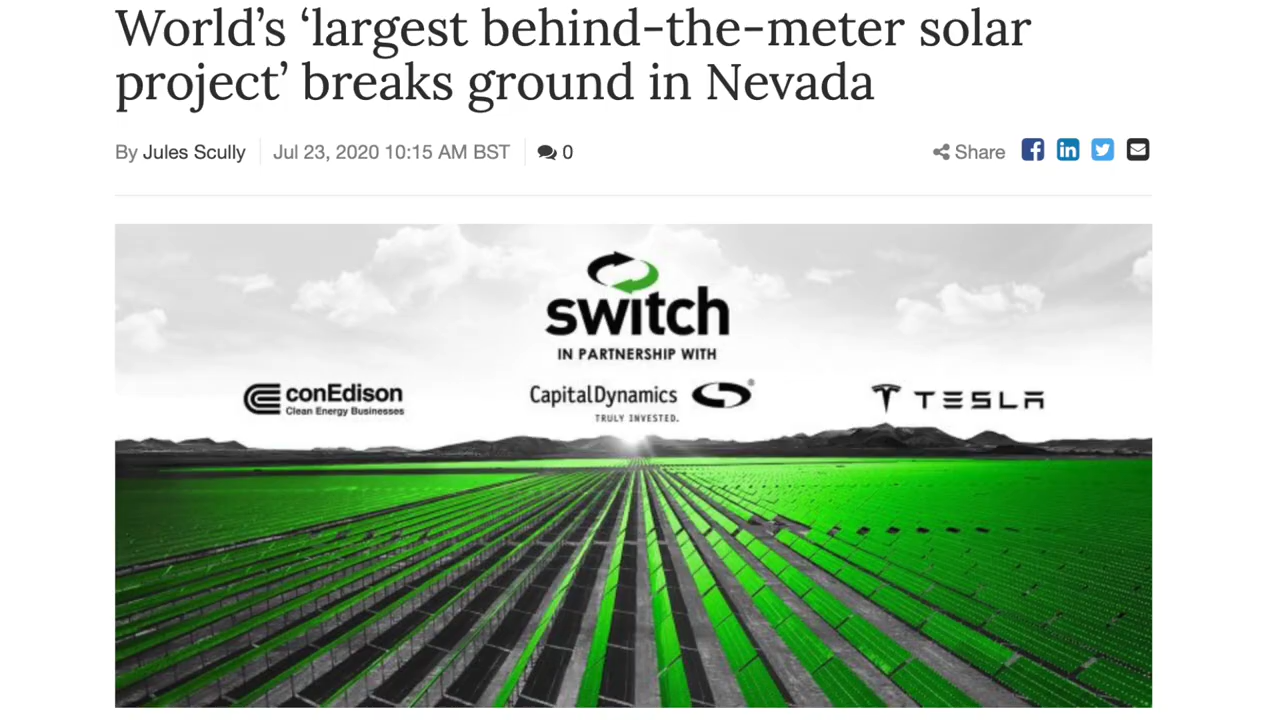 World’s ‘largest behind-the-meter solar
project’ breaks ground in Nevada
By Jules Scully Jul 23, 2020 10:15 AM BST 0 Share
switch
IN PARTNERSHIP WITH
conEdison
Clean Energy Businesses
CapitalDynamics ®
TRULY INVESTED.
TESLA